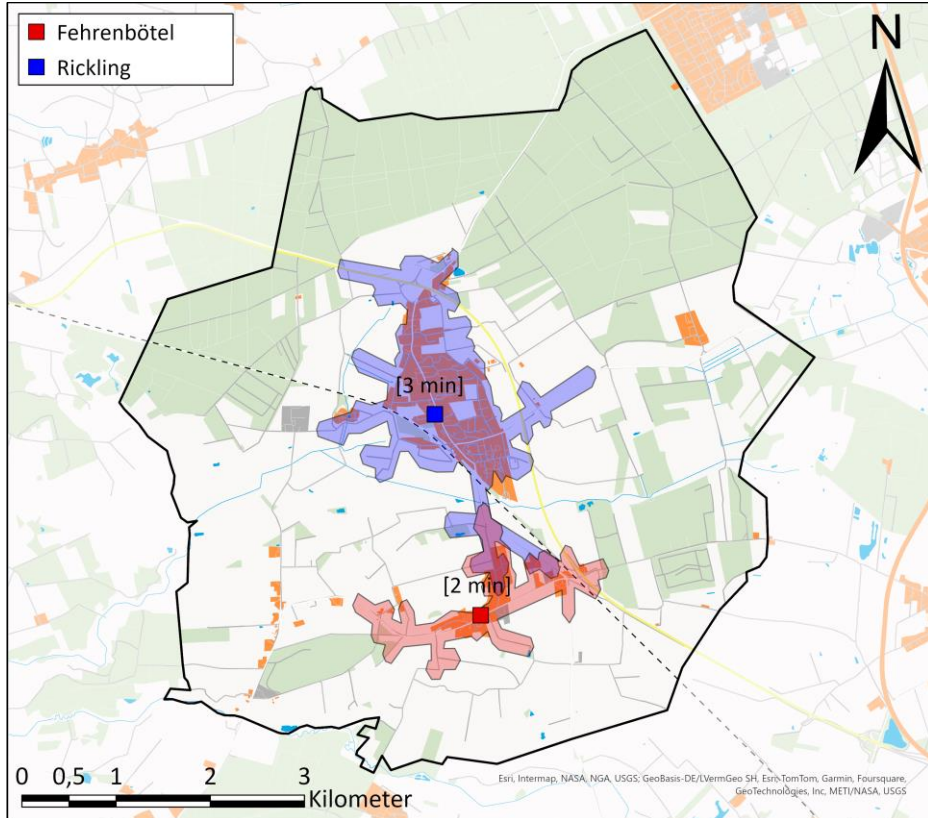 Fehrenbötel
Rickling
N
[3 min]
[2 min]
0 0,5 1 2 3
Kilometer
Esri, Intermap, NASA, NGA, USGS; GeoBasis-DE/LVermGeo SH, Esri, TomTom, Garmin, Foursquare,
GeoTechnologies, Inc, METI/NASA, USGS